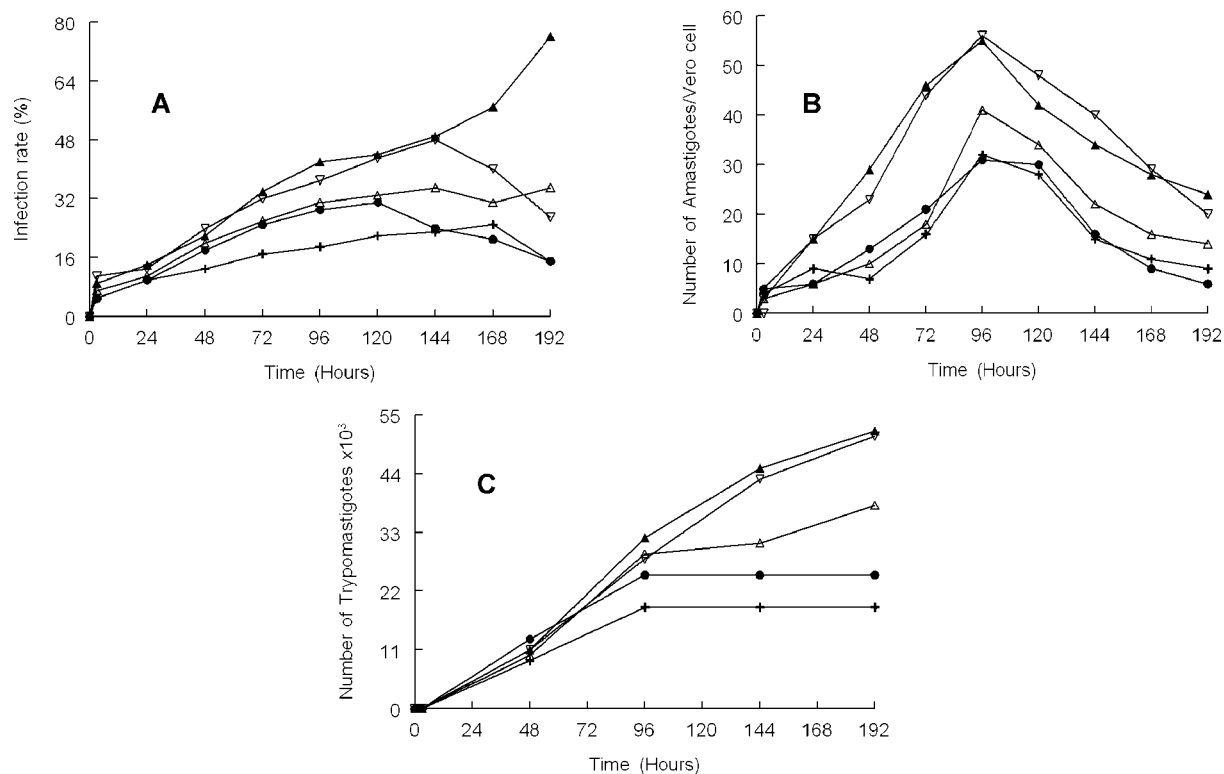 A
Infection rate (%)
80
64
48
32
16
0
0 24 48 72 96 120 144 168 192
Time (Hours)
B
Number of Amastigotes/Vero cell
60
50
40
30
20
10
0
0 24 48 72 96 120 144 168 192
Time (Hours)
C
Number of Trypomastigotes x10³
55
44
33
22
11
0
0 24 48 72 96 120 144 168 192
Time (Hours)